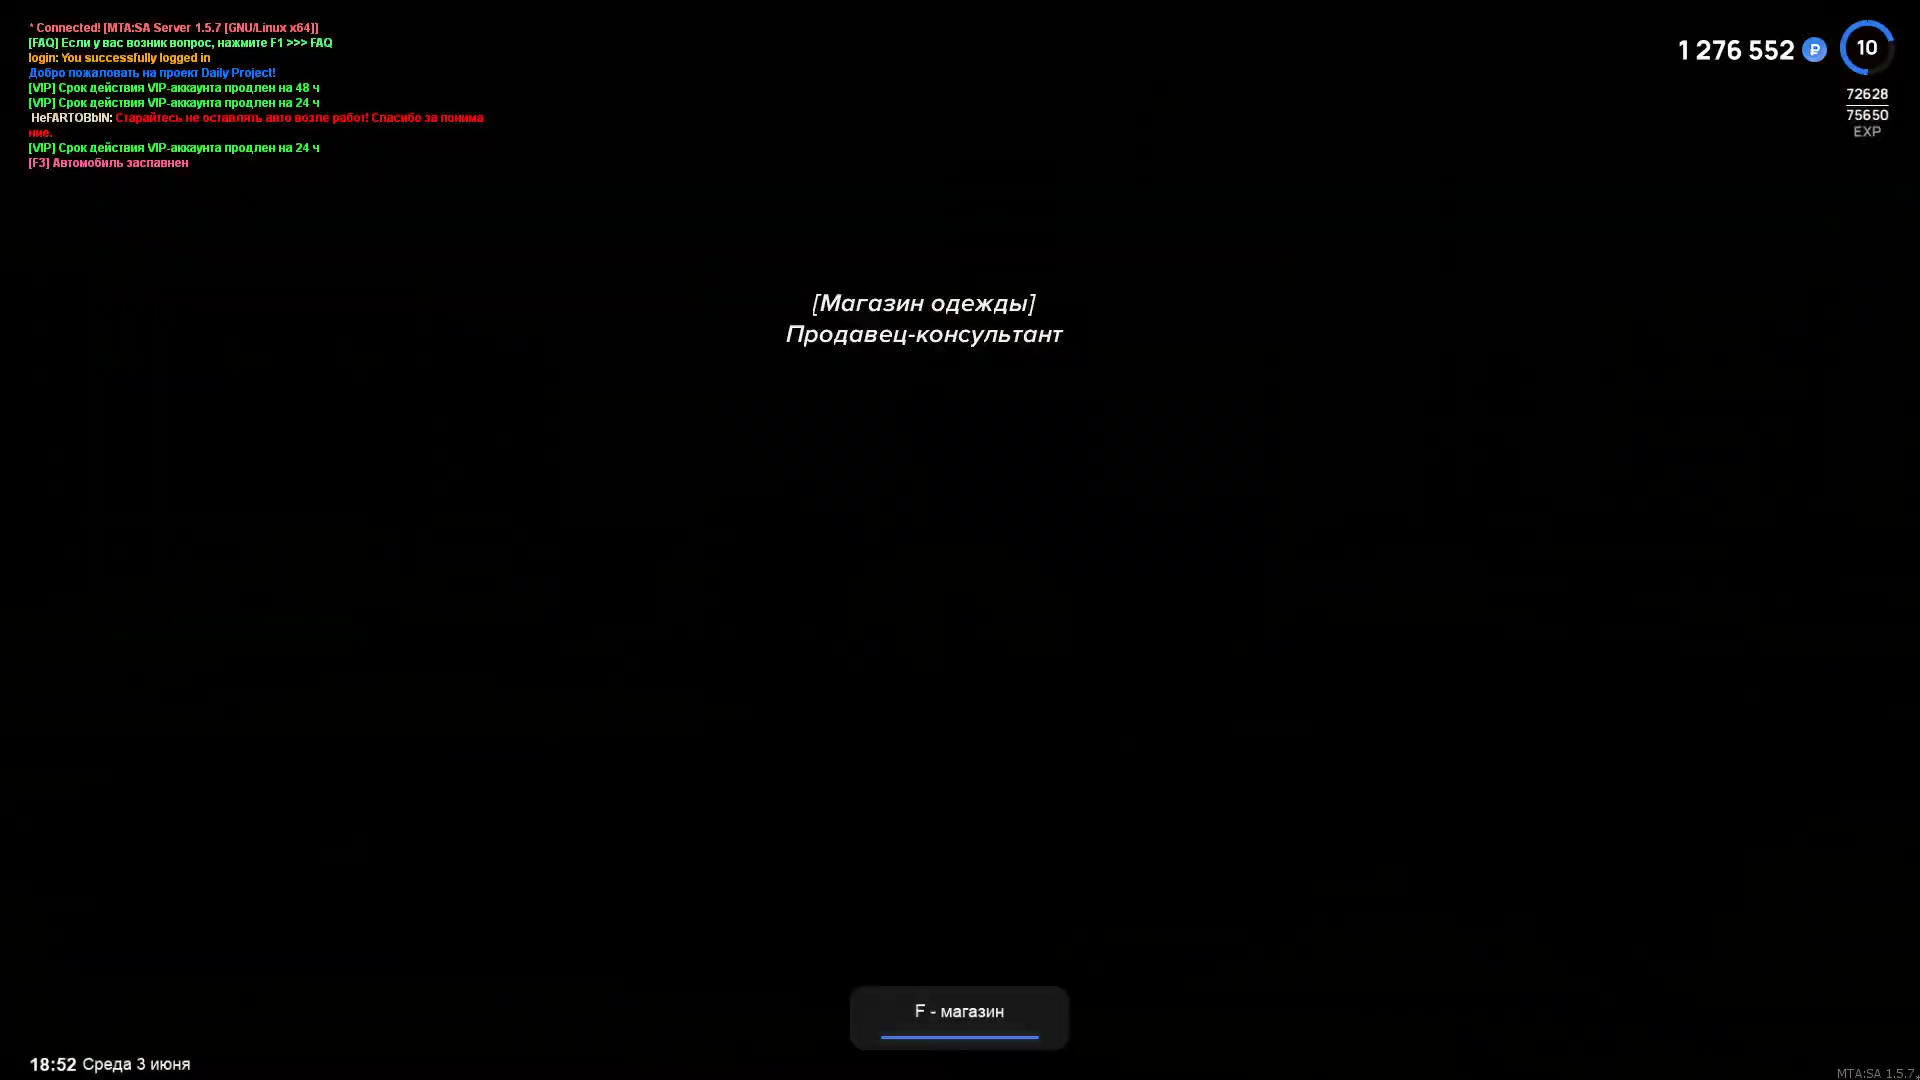 * Connected! [MTA:SA Server 1.5.7 [GNU/Linux x64]]
[FAQ] Если у вас возник вопрос, нажмите F1 >>> FAQ
login: You successfully logged in
Добро пожаловать на проект Daily Project!
[VIP] Срок действия VIP-аккаунта продлен на 48 ч
[VIP] Срок действия VIP-аккаунта продлен на 24 ч
HeFARTOBbIN: Старайтесь не оставлять авто возле работ! Спасибо за понима
ние.
[VIP] Срок действия VIP-аккаунта продлен на 24 ч
[F3] Автомобиль заспавнен
1 276 552 ₽
10
72628
75650
EXP
[Магазин одежды]
Продавец-консультант
F - магазин
18:52 Среда 3 июня
MTA:SA 1.5.7